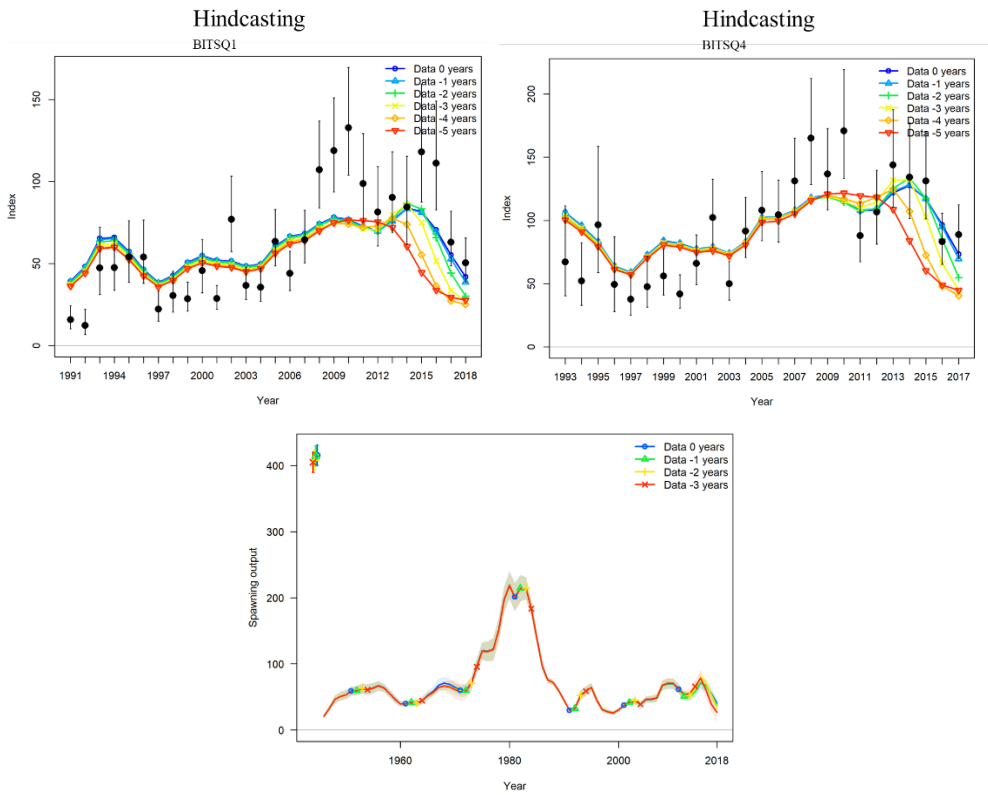 Hindcasting
BITSQ1
Data 0 years
Data -1 years
Data -2 years
Data -3 years
Data -4 years
Data -5 years
150
100
50
0
Index
1991 1994 1997 2000 2003 2006 2009 2012 2015 2018
Year
Hindcasting
BITSQ4
Data 0 years
Data -1 years
Data -2 years
Data -3 years
Data -4 years
Data -5 years
200
150
100
50
0
Index
1993 1995 1997 1999 2001 2003 2005 2007 2009 2011 2013 2015 2017
Year
Data 0 years
Data -1 years
Data -2 years
Data -3 years
400
300
200
100
0
Spawning output
1960 1980 2000 2018
Year